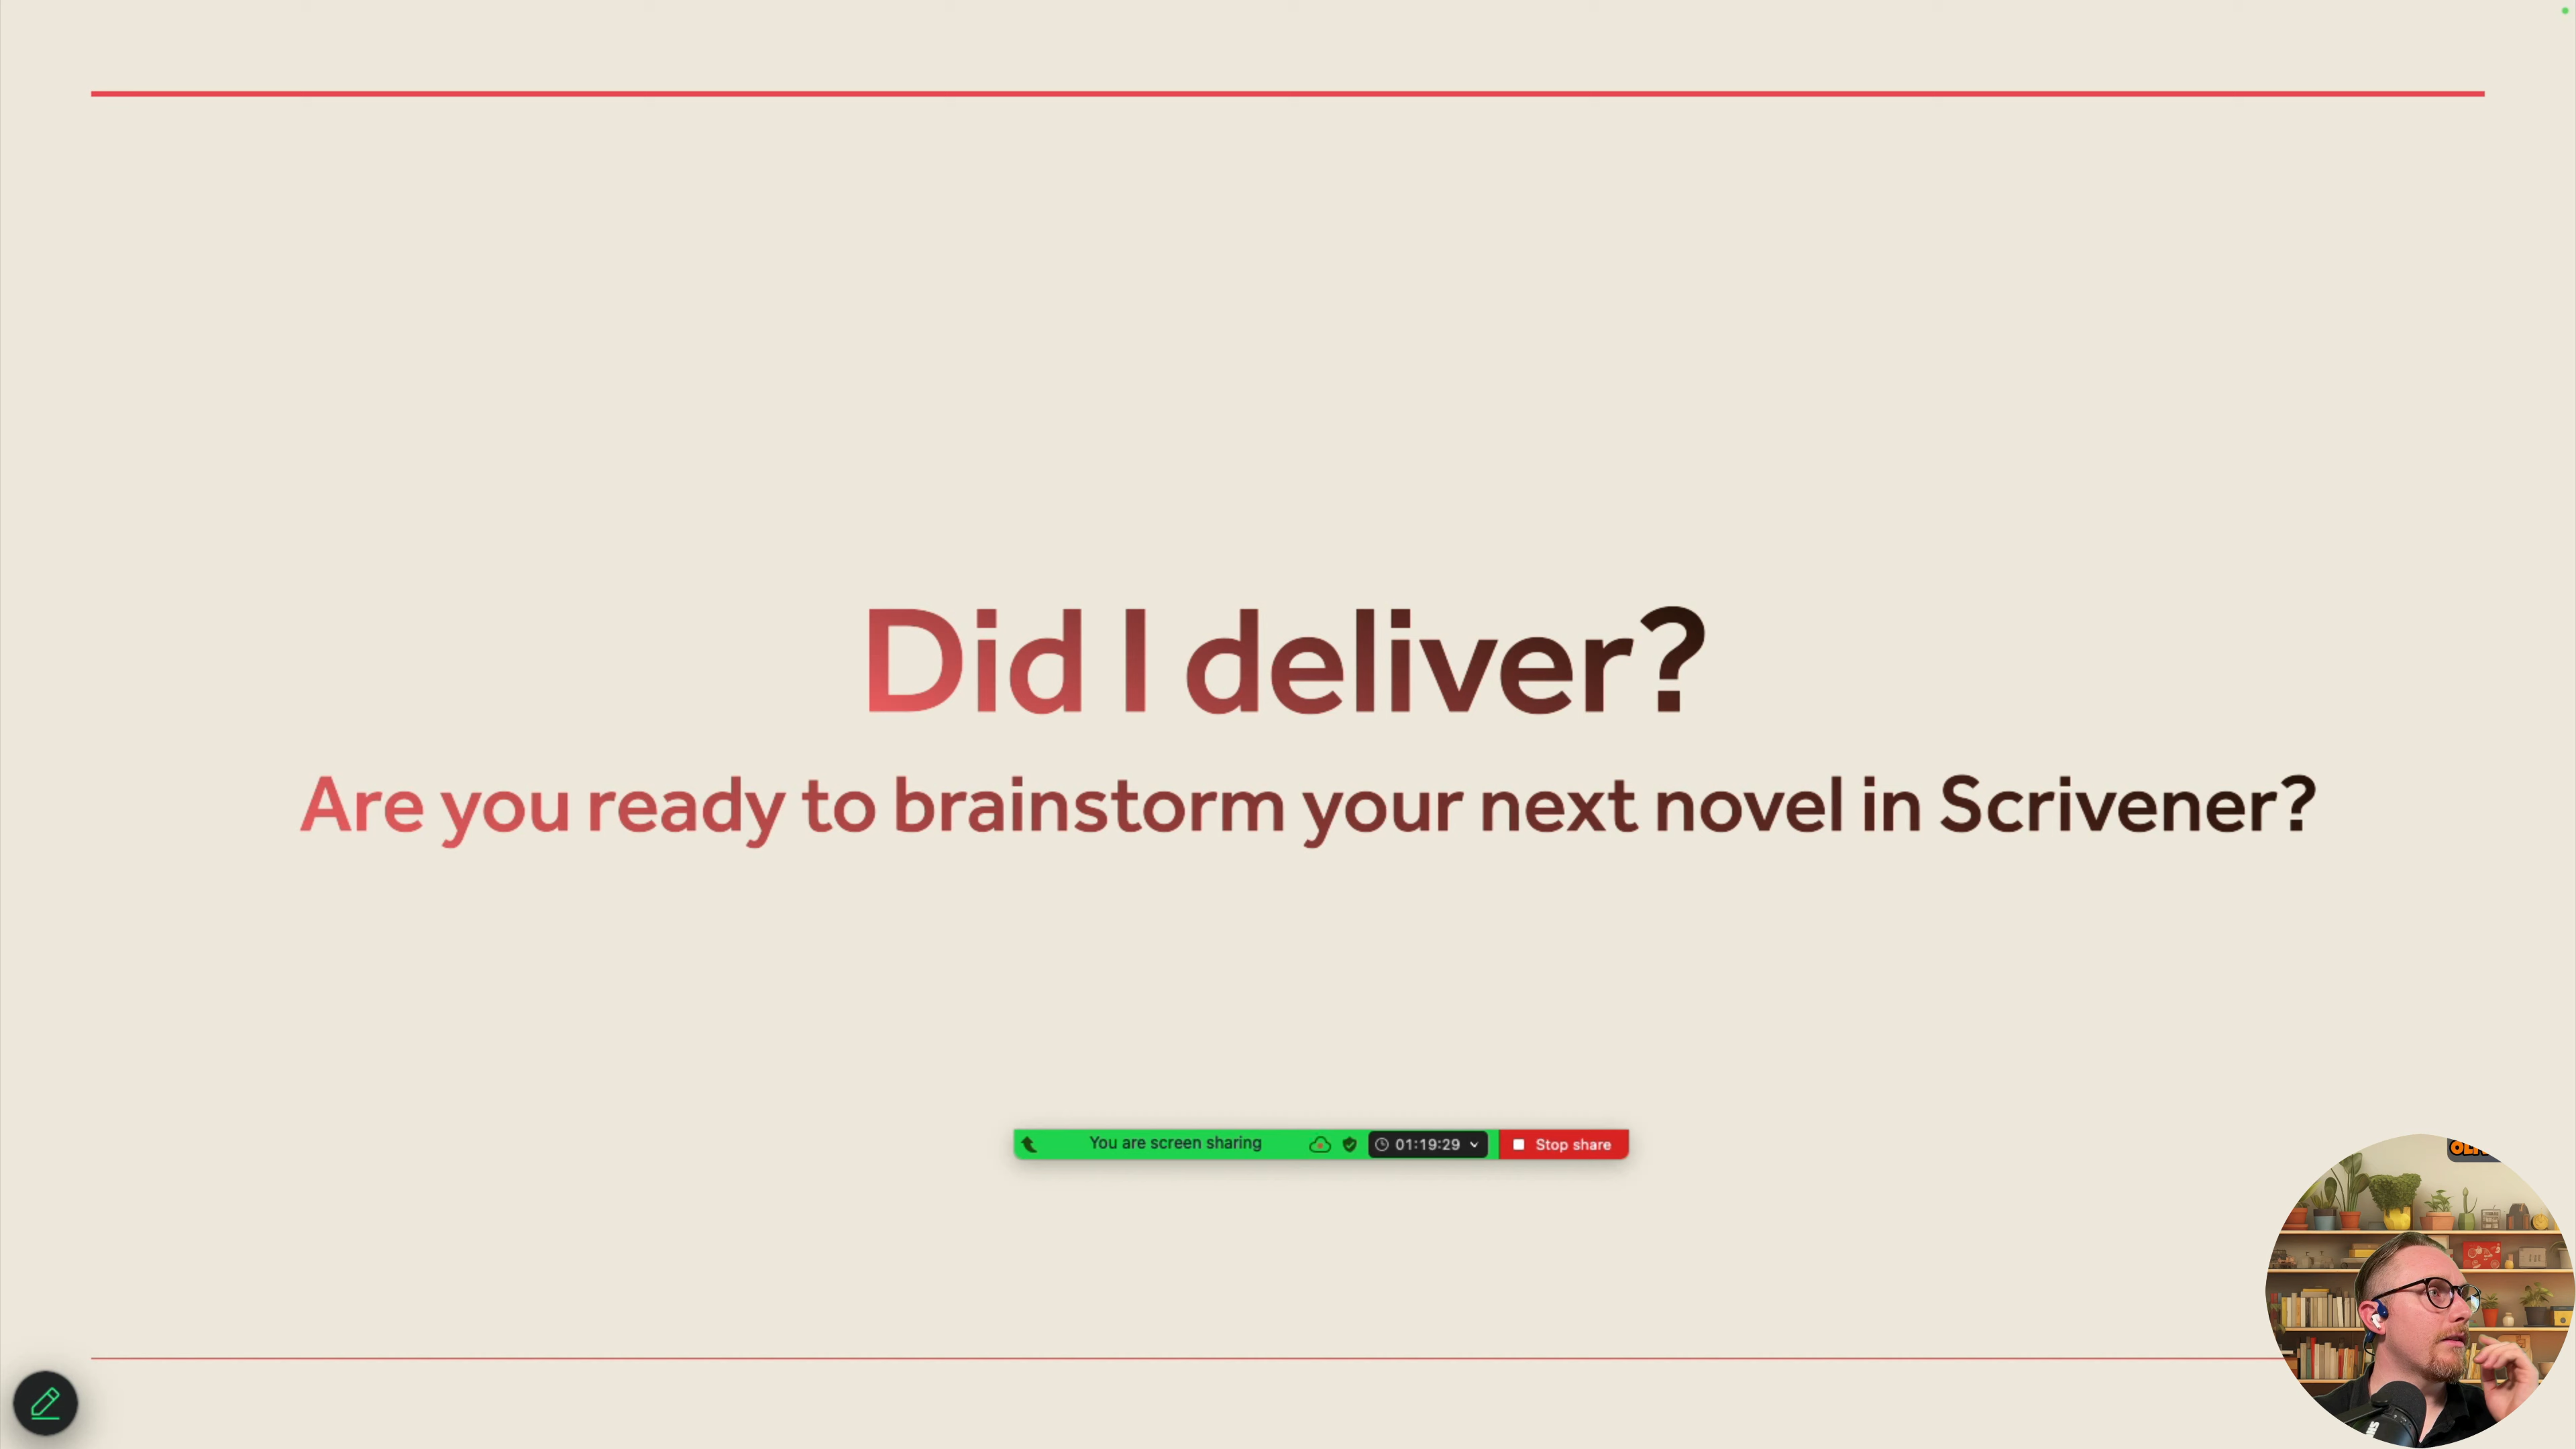 Did I deliver?
Are you ready to brainstorm your next novel in Scrivener?
You are screen sharing 01:19:29 Stop share